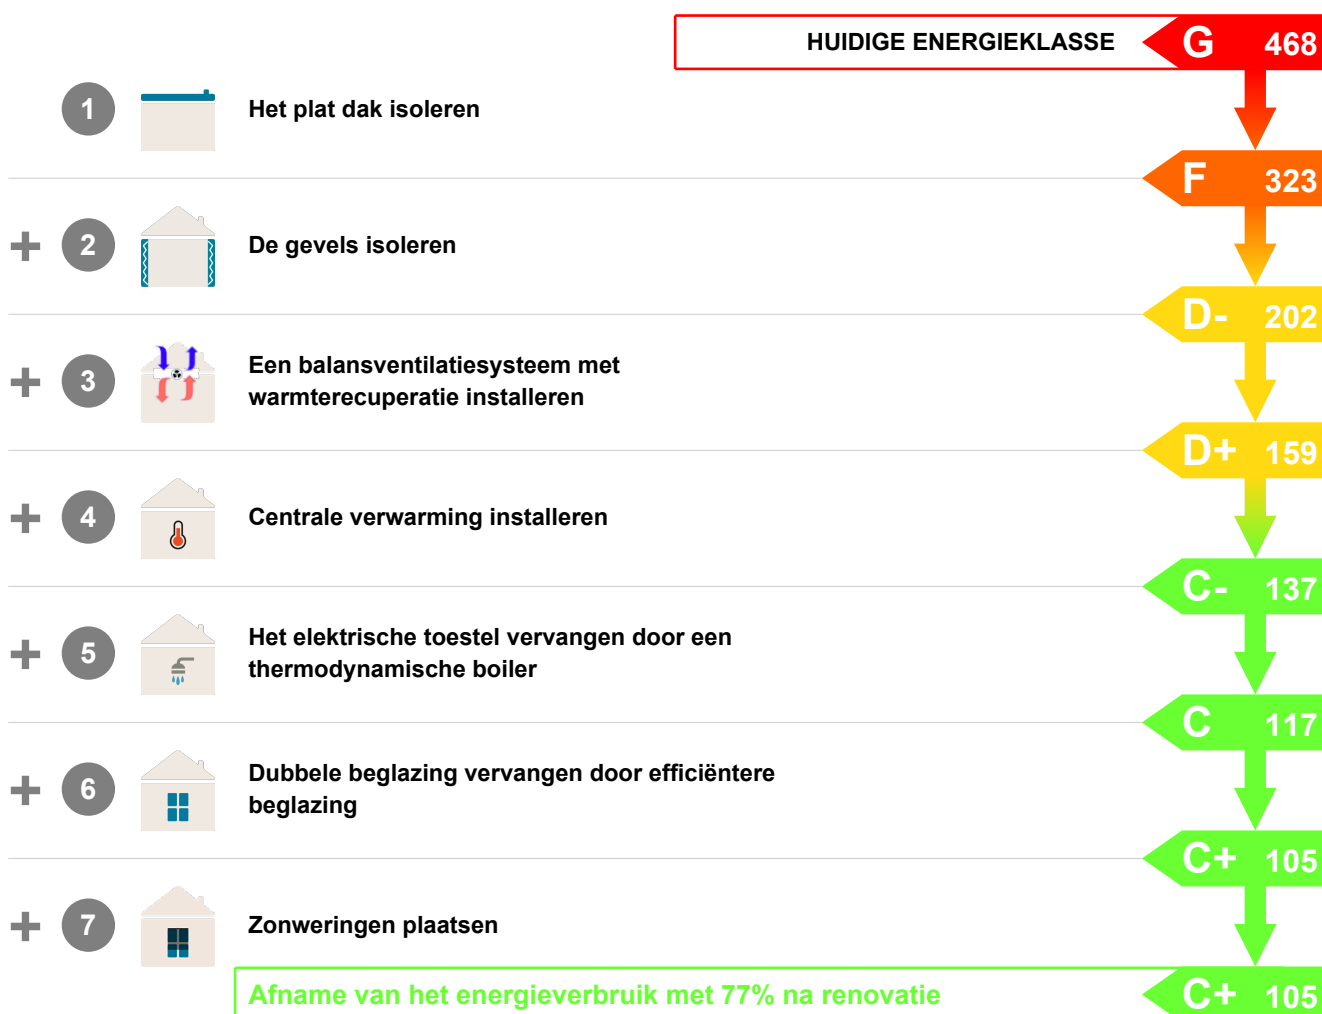 HUIDIGE ENERGIEKLASSE G 468
1 Het plat dak isoleren
F 323
+ 2 De gevels isoleren
D- 202
+ 3 Een balansventilatiesysteem met
warmterecuperatie installeren
D+ 159
+ 4 Centrale verwarming installeren
C- 137
+ 5 Het elektrische toestel vervangen door een
thermodynamische boiler
C 117
+ 6 Dubbele beglazing vervangen door efficiëntere
beglazing
C+ 105
+ 7 Zonweringen plaatsen
Afname van het energieverbruik met 77% na renovatie C+ 105